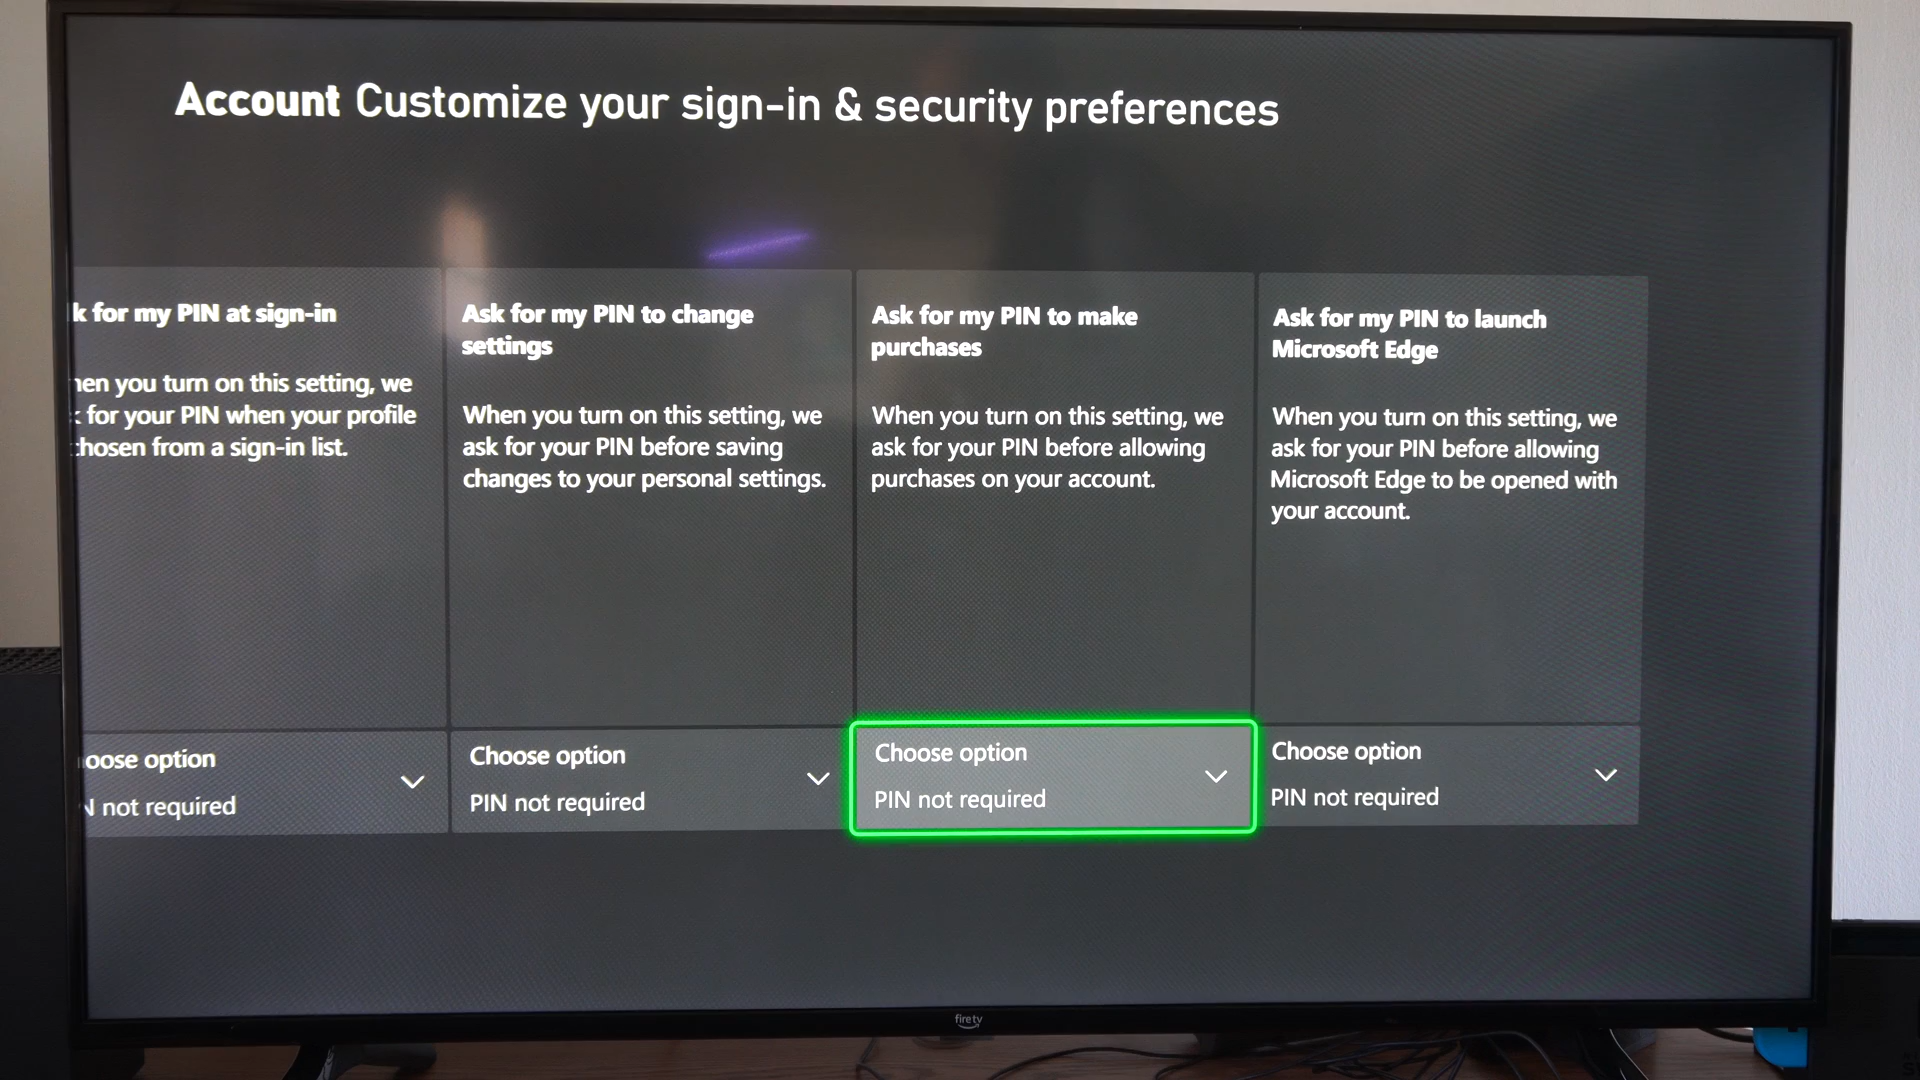 Account Customize your sign-in & security preferences
k for my PIN at sign-in
hen you turn on this setting, we
for your PIN when your profile
chosen from a sign-in list.
oose option
N not required
Ask for my PIN to change
settings
When you turn on this setting, we
ask for your PIN before saving
changes to your personal settings.
Choose option
PIN not required
Ask for my PIN to make
purchases
When you turn on this setting, we
ask for your PIN before allowing
purchases on your account.
Choose option
PIN not required
Ask for my PIN to launch
Microsoft Edge
When you turn on this setting, we
ask for your PIN before allowing
Microsoft Edge to be opened with
your account.
Choose option
PIN not required
fire tv